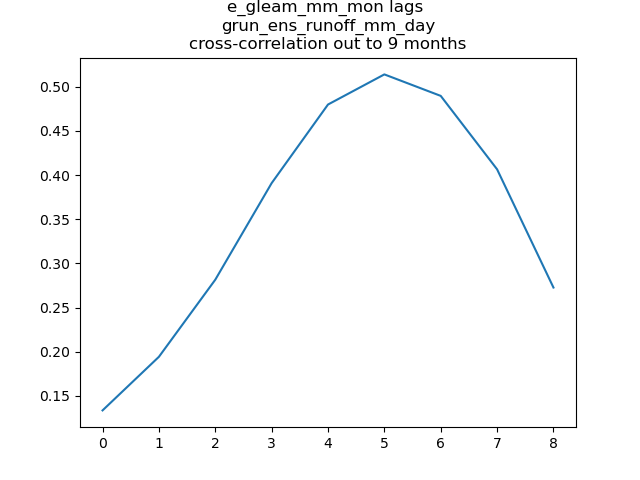 e_gleam_mm_mon lags
grun_ens_runoff_mm_day
cross-correlation out to 9 months
0.50
0.45
0.40
0.35
0.30
0.25
0.20
0.15
0 1 2 3 4 5 6 7 8